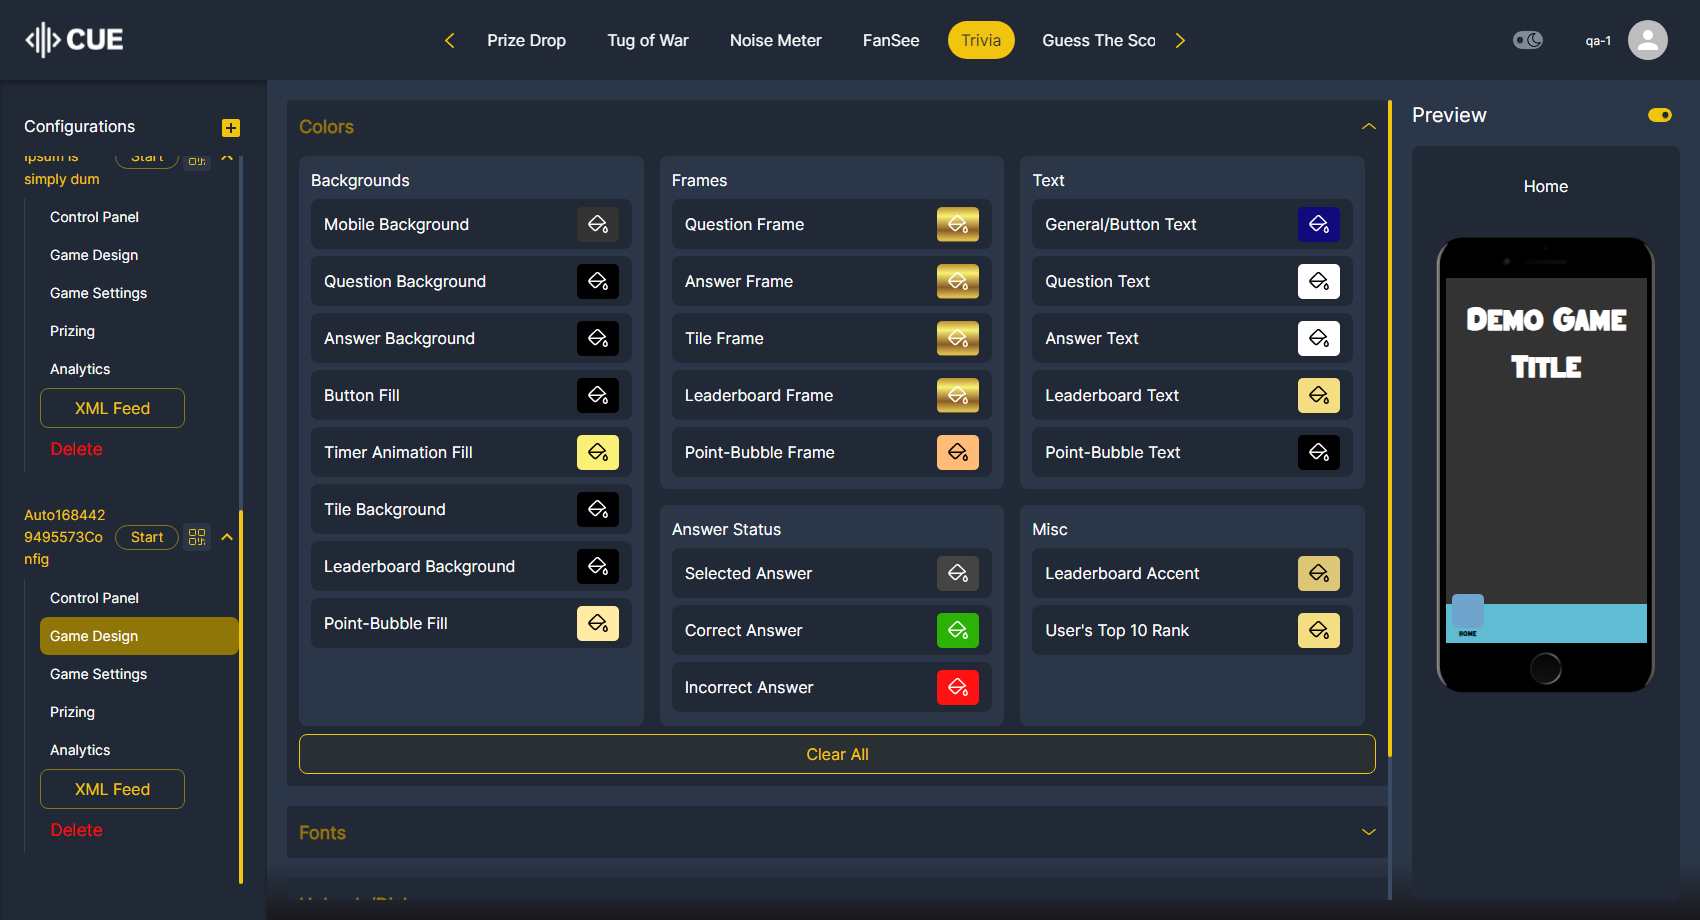 CUE
Prize Drop
Tug of War
Noise Meter
FanSee
Trivia
Guess The Sco
qa-1
Configurations
Ipsum is
simply dum
Start
Control Panel
Game Design
Game Settings
Prizing
Analytics
XML Feed
Delete
Auto168442
9495573Co
nfig
Start
Control Panel
Game Design
Game Settings
Prizing
Analytics
XML Feed
Delete
Colors
Backgrounds
Mobile Background
Question Background
Answer Background
Button Fill
Timer Animation Fill
Tile Background
Leaderboard Background
Point-Bubble Fill
Frames
Question Frame
Answer Frame
Tile Frame
Leaderboard Frame
Point-Bubble Frame
Text
General/Button Text
Question Text
Answer Text
Leaderboard Text
Point-Bubble Text
Answer Status
Selected Answer
Correct Answer
Incorrect Answer
Misc
Leaderboard Accent
User's Top 10 Rank
Clear All
Fonts
Preview
Home
Demo Game
Title
HOME